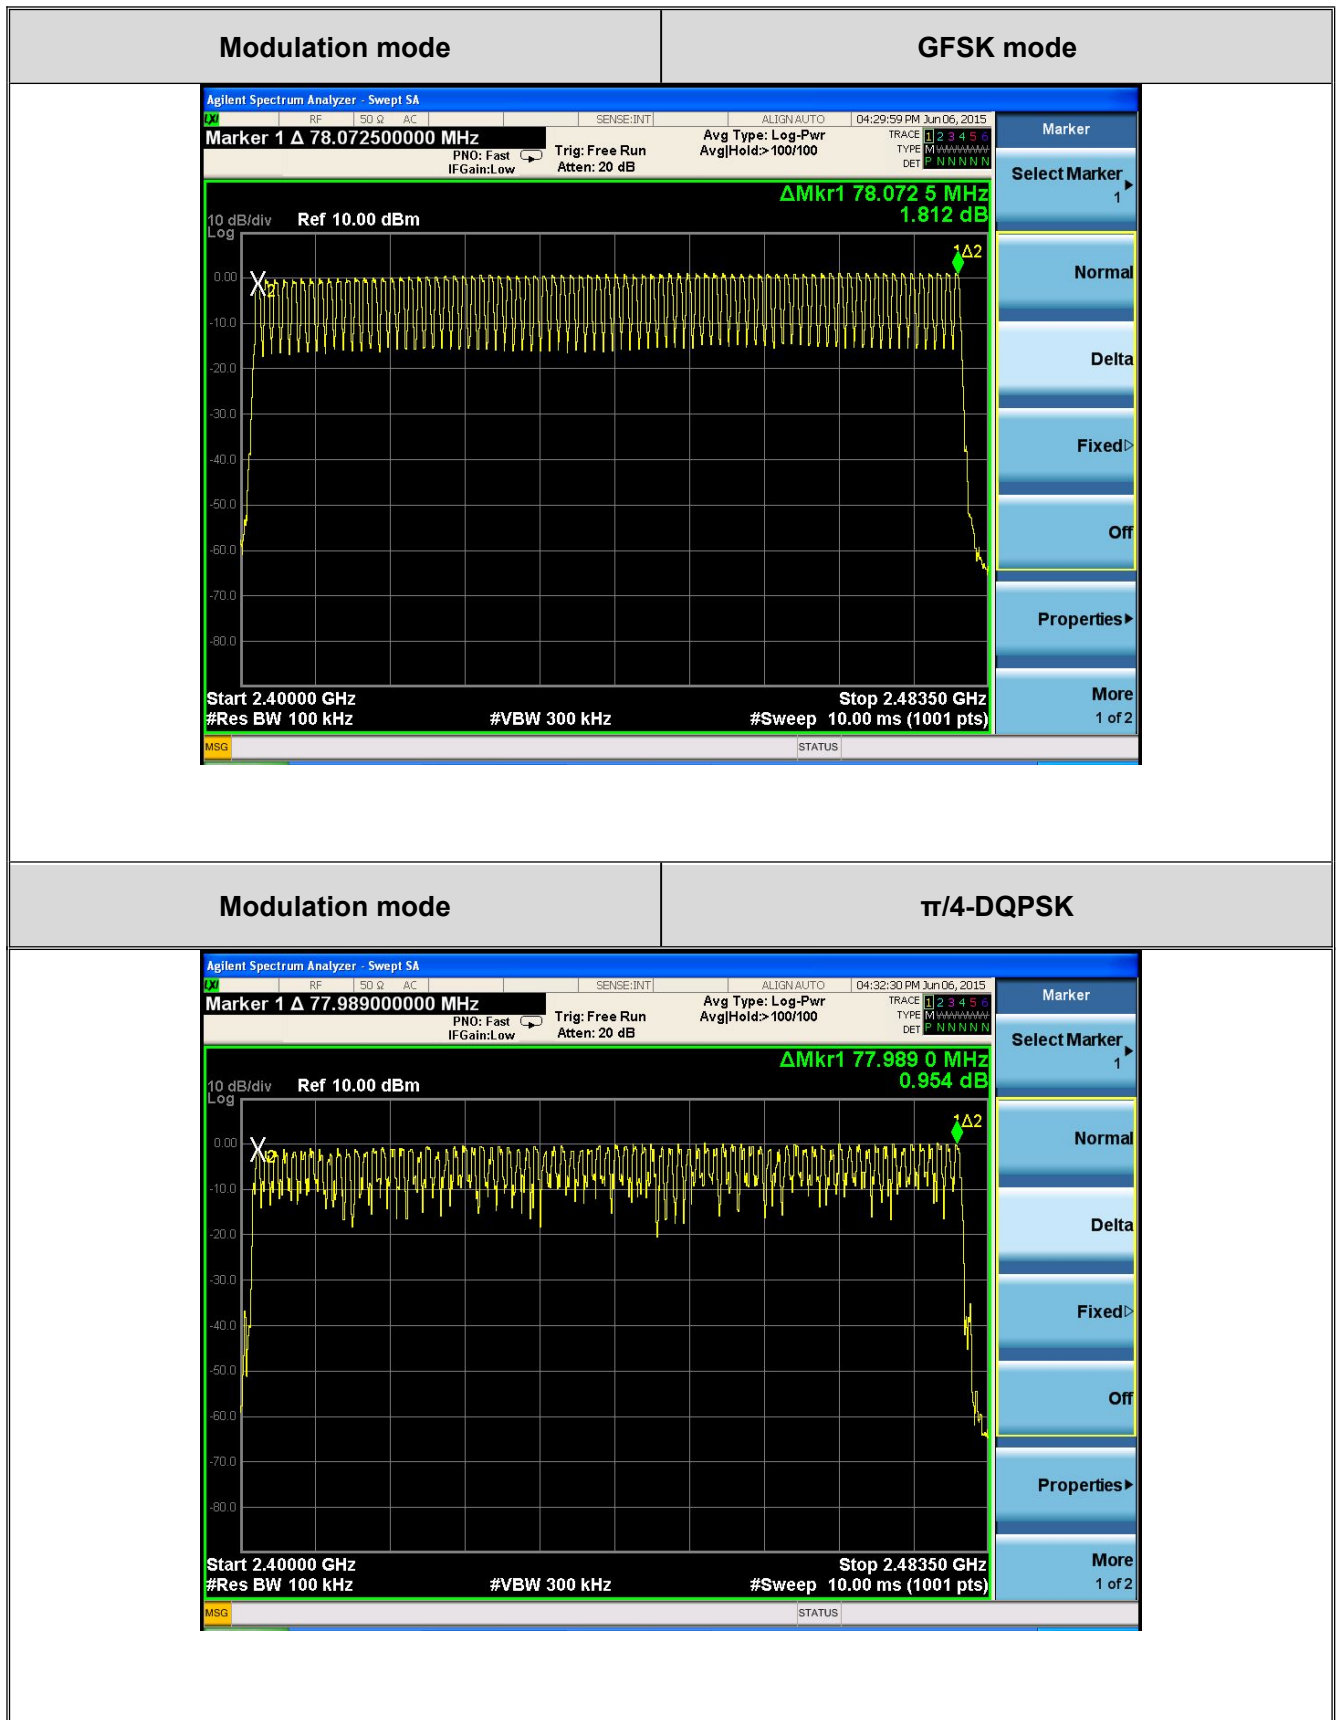 Modulation mode GFSK mode
Agilent Spectrum Analyzer - Swept SA
LXI RF 50 Ω AC SENSE:INT ALIGN AUTO 04:29:59 PM Jun 06, 2015
Marker 1 Δ 78.072500000 MHz Avg Type: Log-Pwr TRACE 1 2 3 4 5 6
PNO: Fast Trig: Free Run Avg|Hold:>100/100 TYPE M
IFGain:Low Atten: 20 dB DET P N N N N N
Marker
Select Marker
1
ΔMkr1 78.072 5 MHz
10 dB/div Ref 10.00 dBm 1.812 dB
Log
1Δ2
0.00
X2
-10.0
-20.0
-30.0
-40.0
-50.0
-60.0
-70.0
-80.0
Normal
Delta
Fixed
Off
Properties
More
1 of 2
Start 2.40000 GHz Stop 2.48350 GHz
#Res BW 100 kHz #VBW 300 kHz #Sweep 10.00 ms (1001 pts)
MSG STATUS
Modulation mode π/4-DQPSK
Agilent Spectrum Analyzer - Swept SA
LXI RF 50 Ω AC SENSE:INT ALIGN AUTO 04:32:30 PM Jun 06, 2015
Marker 1 Δ 77.989000000 MHz Avg Type: Log-Pwr TRACE 1 2 3 4 5 6
PNO: Fast Trig: Free Run Avg|Hold:>100/100 TYPE M
IFGain:Low Atten: 20 dB DET P N N N N N
Marker
Select Marker
1
ΔMkr1 77.989 0 MHz
10 dB/div Ref 10.00 dBm 0.954 dB
Log
1Δ2
0.00
X2
-10.0
-20.0
-30.0
-40.0
-50.0
-60.0
-70.0
-80.0
Normal
Delta
Fixed
Off
Properties
More
1 of 2
Start 2.40000 GHz Stop 2.48350 GHz
#Res BW 100 kHz #VBW 300 kHz #Sweep 10.00 ms (1001 pts)
MSG STATUS